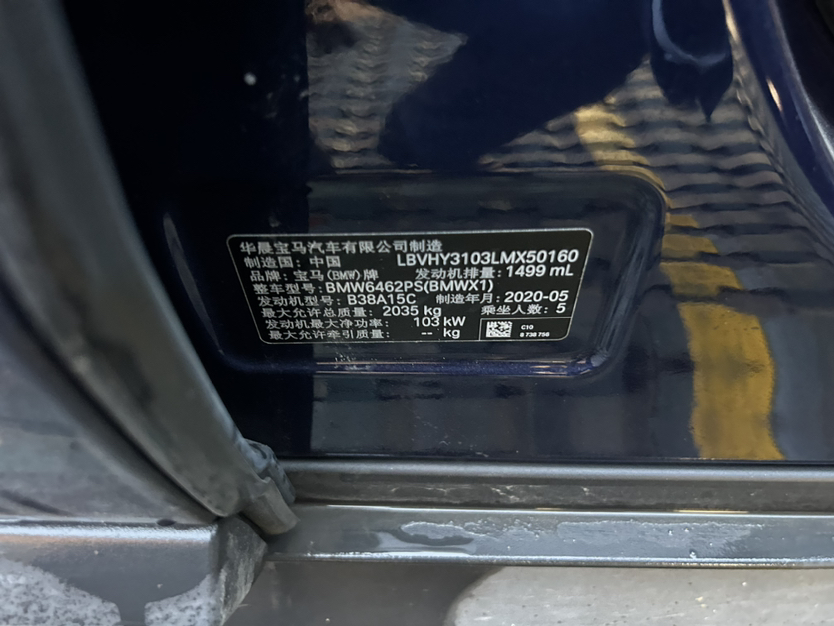 华晨宝马汽车有限公司制造
制造国：中国 LBVHY3103LMX50160
品牌：宝马(BMW)牌 发动机排量：1499 mL
整车型号：BMW6462PS(BMWX1)
发动机型号：B38A15C 制造年月：2020-05
最大允许总质量：2035 kg 乘坐人数：5
发动机最大净功率：103 kW
最大允许牵引质量：-- kg
C10
8 738 756